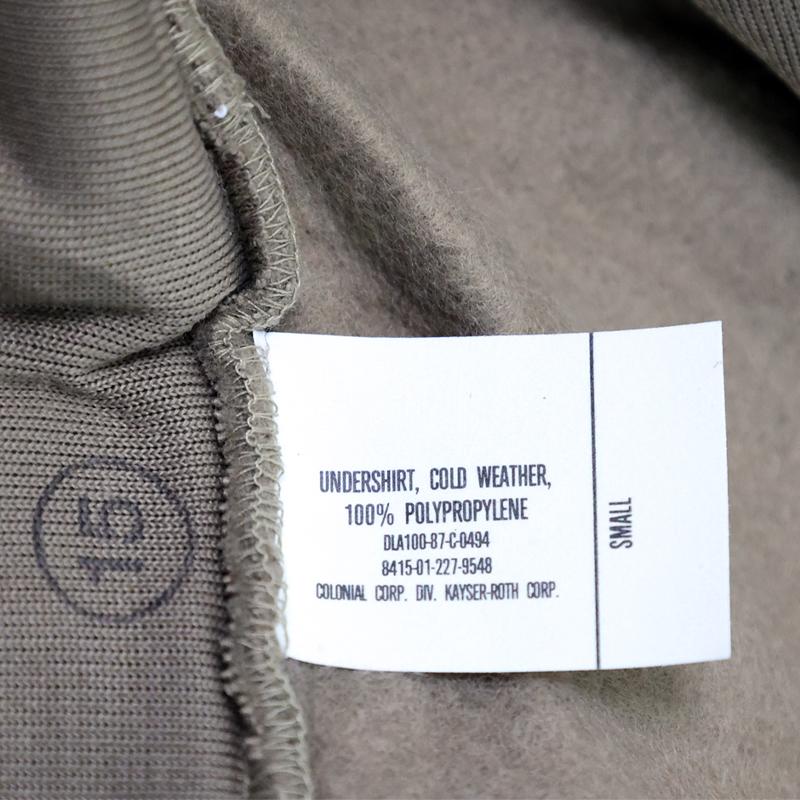 UNDERSHIRT, COLD WEATHER,
100% POLYPROPYLENE
DLA100-87-C-0494
8415-01-227-9548
COLONIAL CORP. DIV. KAYSER-ROTH CORP.
SMALL
15